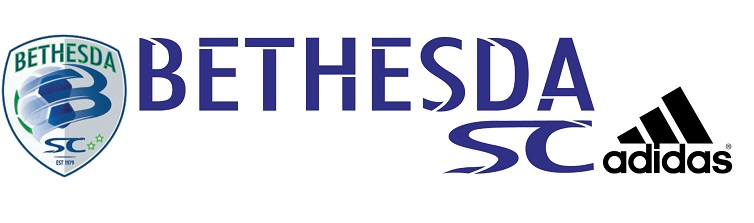 BETHESDA
B
SC
EST 1979
BETHESDA
SC
adidas®